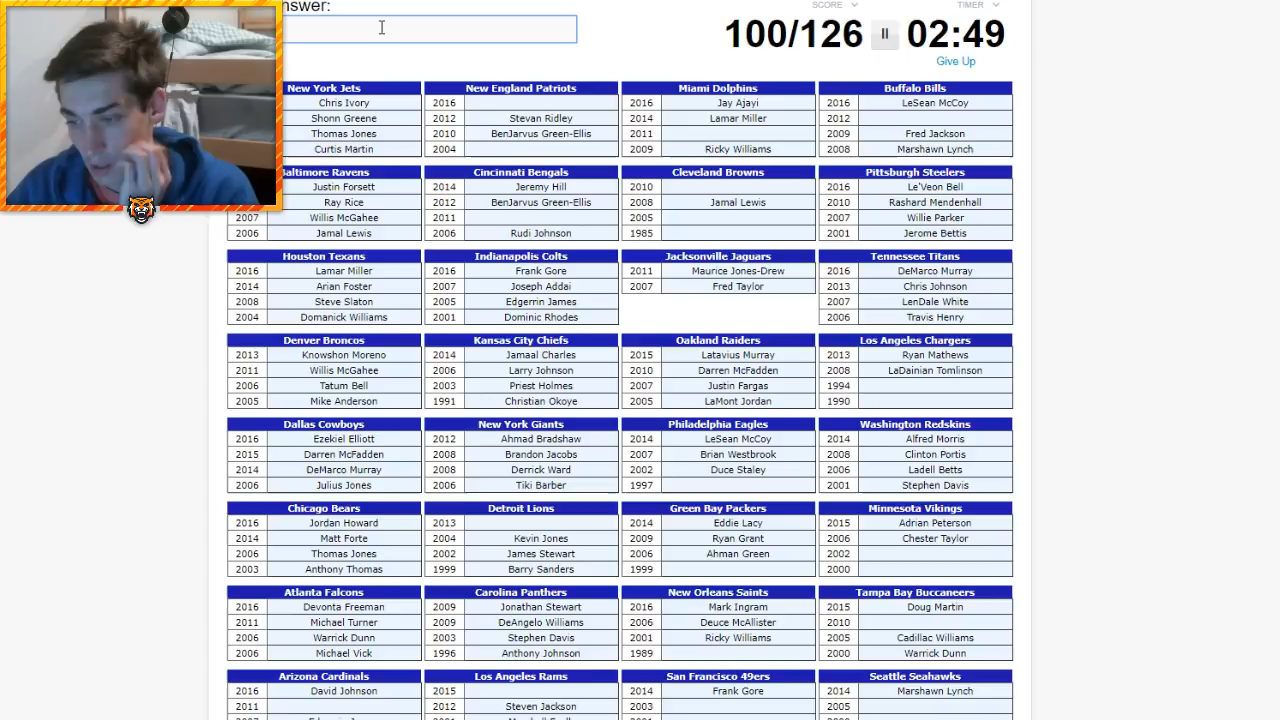 nswer:
SCORE TIMER
100/126 02:49
Give Up
New York Jets New England Patriots Miami Dolphins Buffalo Bills
Chris Ivory 2016 2016 Jay Ajayi 2016 LeSean McCoy
Shonn Greene 2012 Stevan Ridley 2014 Lamar Miller 2012
Thomas Jones 2010 BenJarvus Green-Ellis 2011 2009 Fred Jackson
Curtis Martin 2004 2009 Ricky Williams 2008 Marshawn Lynch
altimore Ravens Cincinnati Bengals Cleveland Browns Pittsburgh Steelers
Justin Forsett 2014 Jeremy Hill 2010 2016 Le'Veon Bell
Ray Rice 2012 BenJarvus Green-Ellis 2008 Jamal Lewis 2010 Rashard Mendenhall
2007 Willis McGahee 2011 2005 2007 Willie Parker
2006 Jamal Lewis 2006 Rudi Johnson 1985 2001 Jerome Bettis
Houston Texans Indianapolis Colts Jacksonville Jaguars Tennessee Titans
2016 Lamar Miller 2016 Frank Gore 2011 Maurice Jones-Drew 2016 DeMarco Murray
2014 Arian Foster 2007 Joseph Addai 2007 Fred Taylor 2013 Chris Johnson
2008 Steve Slaton 2005 Edgerrin James 2007 LenDale White
2004 Domanick Williams 2001 Dominic Rhodes 2006 Travis Henry
Denver Broncos Kansas City Chiefs Oakland Raiders Los Angeles Chargers
2013 Knowshon Moreno 2014 Jamaal Charles 2015 Latavius Murray 2013 Ryan Mathews
2011 Willis McGahee 2006 Larry Johnson 2010 Darren McFadden 2008 LaDainian Tomlinson
2006 Tatum Bell 2003 Priest Holmes 2007 Justin Fargas 1994
2005 Mike Anderson 1991 Christian Okoye 2005 LaMont Jordan 1990
Dallas Cowboys New York Giants Philadelphia Eagles Washington Redskins
2016 Ezekiel Elliott 2012 Ahmad Bradshaw 2014 LeSean McCoy 2014 Alfred Morris
2015 Darren McFadden 2008 Brandon Jacobs 2007 Brian Westbrook 2008 Clinton Portis
2014 DeMarco Murray 2008 Derrick Ward 2002 Duce Staley 2006 Ladell Betts
2006 Julius Jones 2006 Tiki Barber 1997 2001 Stephen Davis
Chicago Bears Detroit Lions Green Bay Packers Minnesota Vikings
2016 Jordan Howard 2013 2014 Eddie Lacy 2015 Adrian Peterson
2014 Matt Forte 2004 Kevin Jones 2009 Ryan Grant 2006 Chester Taylor
2006 Thomas Jones 2002 James Stewart 2006 Ahman Green 2002
2003 Anthony Thomas 1999 Barry Sanders 1999 2000
Atlanta Falcons Carolina Panthers New Orleans Saints Tampa Bay Buccaneers
2016 Devonta Freeman 2009 Jonathan Stewart 2016 Mark Ingram 2015 Doug Martin
2011 Michael Turner 2009 DeAngelo Williams 2006 Deuce McAllister 2010
2006 Warrick Dunn 2003 Stephen Davis 2001 Ricky Williams 2005 Cadillac Williams
2006 Michael Vick 1996 Anthony Johnson 1989 2000 Warrick Dunn
Arizona Cardinals Los Angeles Rams San Francisco 49ers Seattle Seahawks
2016 David Johnson 2015 2014 Frank Gore 2014 Marshawn Lynch
2011 2012 Steven Jackson 2003 2005